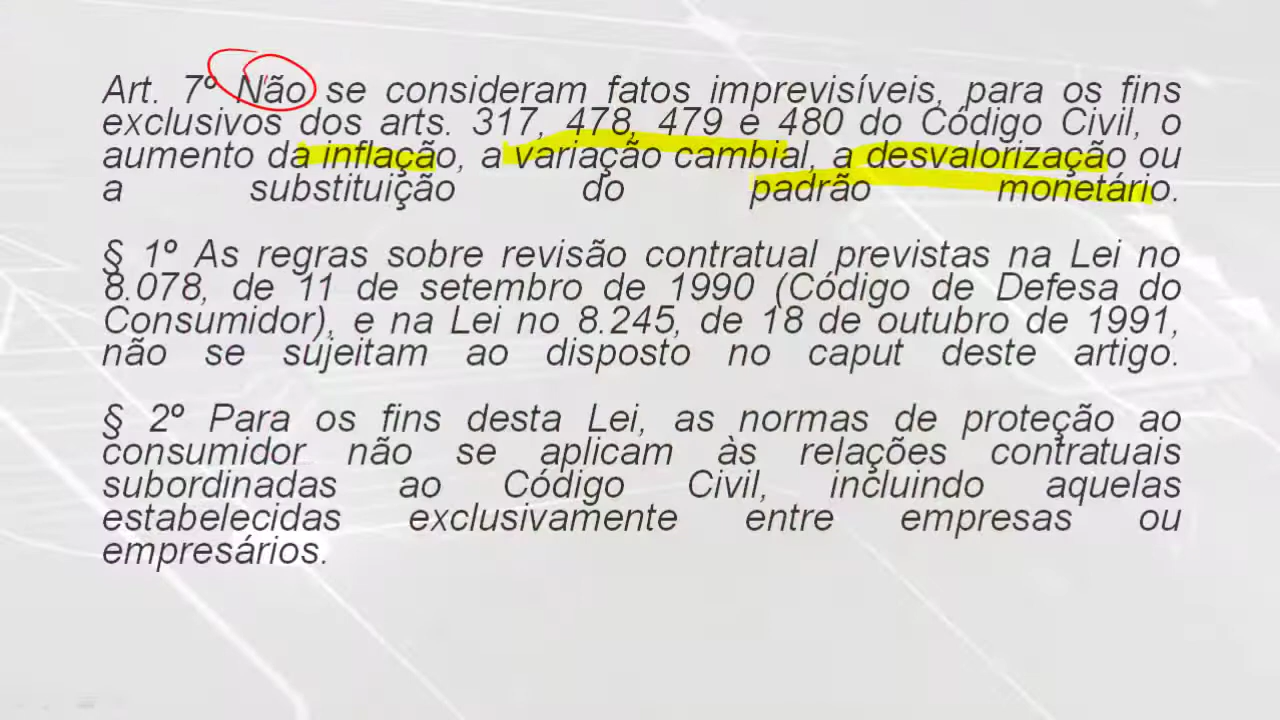 Art. 7º Não se consideram fatos imprevisíveis, para os fins
exclusivos dos arts. 317, 478, 479 e 480 do Código Civil, o
aumento da inflação, a variação cambial, a desvalorização ou
a substituição do padrão monetário.
§ 1º As regras sobre revisão contratual previstas na Lei no
8.078, de 11 de setembro de 1990 (Código de Defesa do
Consumidor), e na Lei no 8.245, de 18 de outubro de 1991,
não se sujeitam ao disposto no caput deste artigo.
§ 2º Para os fins desta Lei, as normas de proteção ao
consumidor não se aplicam às relações contratuais
subordinadas ao Código Civil, incluindo aquelas
estabelecidas exclusivamente entre empresas ou
empresários.